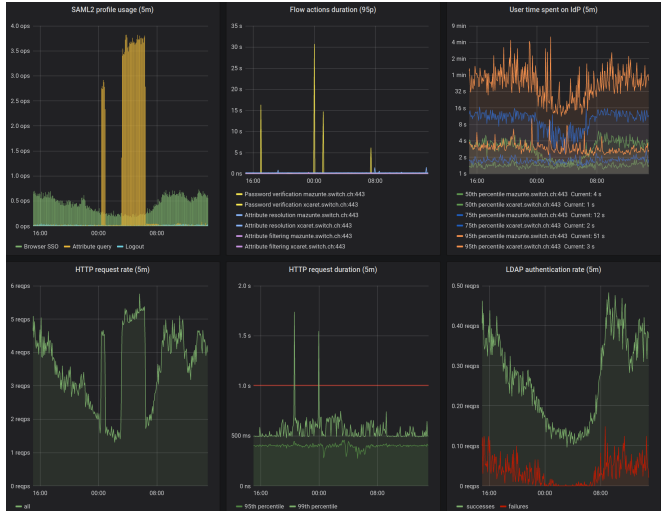 SAML2 profile usage (5m)
4.0 ops
3.5 ops
3.0 ops
2.5 ops
2.0 ops
1.5 ops
1.0 ops
0.5 ops
0 ops
16:00 00:00 08:00
Browser SSO Attribute query Logout
Flow actions duration (95p)
35 s
30 s
25 s
20 s
15 s
10 s
5 s
0 ns
16:00 00:00 08:00
Password verification mazunte.switch.ch:443
Password verification xcaret.switch.ch:443
Attribute resolution mazunte.switch.ch:443
Attribute resolution xcaret.switch.ch:443
Attribute filtering mazunte.switch.ch:443
Attribute filtering xcaret.switch.ch:443
User time spent on IdP (5m)
9 min
4 min
2 min
1 min
32 s
16 s
8 s
4 s
2 s
1 s
16:00 00:00 08:00
50th percentile mazunte.switch.ch:443 Current: 4 s
50th percentile xcaret.switch.ch:443 Current: 1 s
75th percentile mazunte.switch.ch:443 Current: 12 s
75th percentile xcaret.switch.ch:443 Current: 2 s
95th percentile mazunte.switch.ch:443 Current: 51 s
95th percentile xcaret.switch.ch:443 Current: 3 s
HTTP request rate (5m)
6 reqps
5 reqps
4 reqps
3 reqps
2 reqps
1 reqps
0 reqps
16:00 00:00 08:00
all
HTTP request duration (5m)
2.0 s
1.5 s
1.0 s
500 ms
0 ns
16:00 00:00 08:00
95th percentile 99th percentile
LDAP authentication rate (5m)
0.50 reqps
0.40 reqps
0.30 reqps
0.20 reqps
0.10 reqps
0 reqps
16:00 00:00 08:00
successes failures